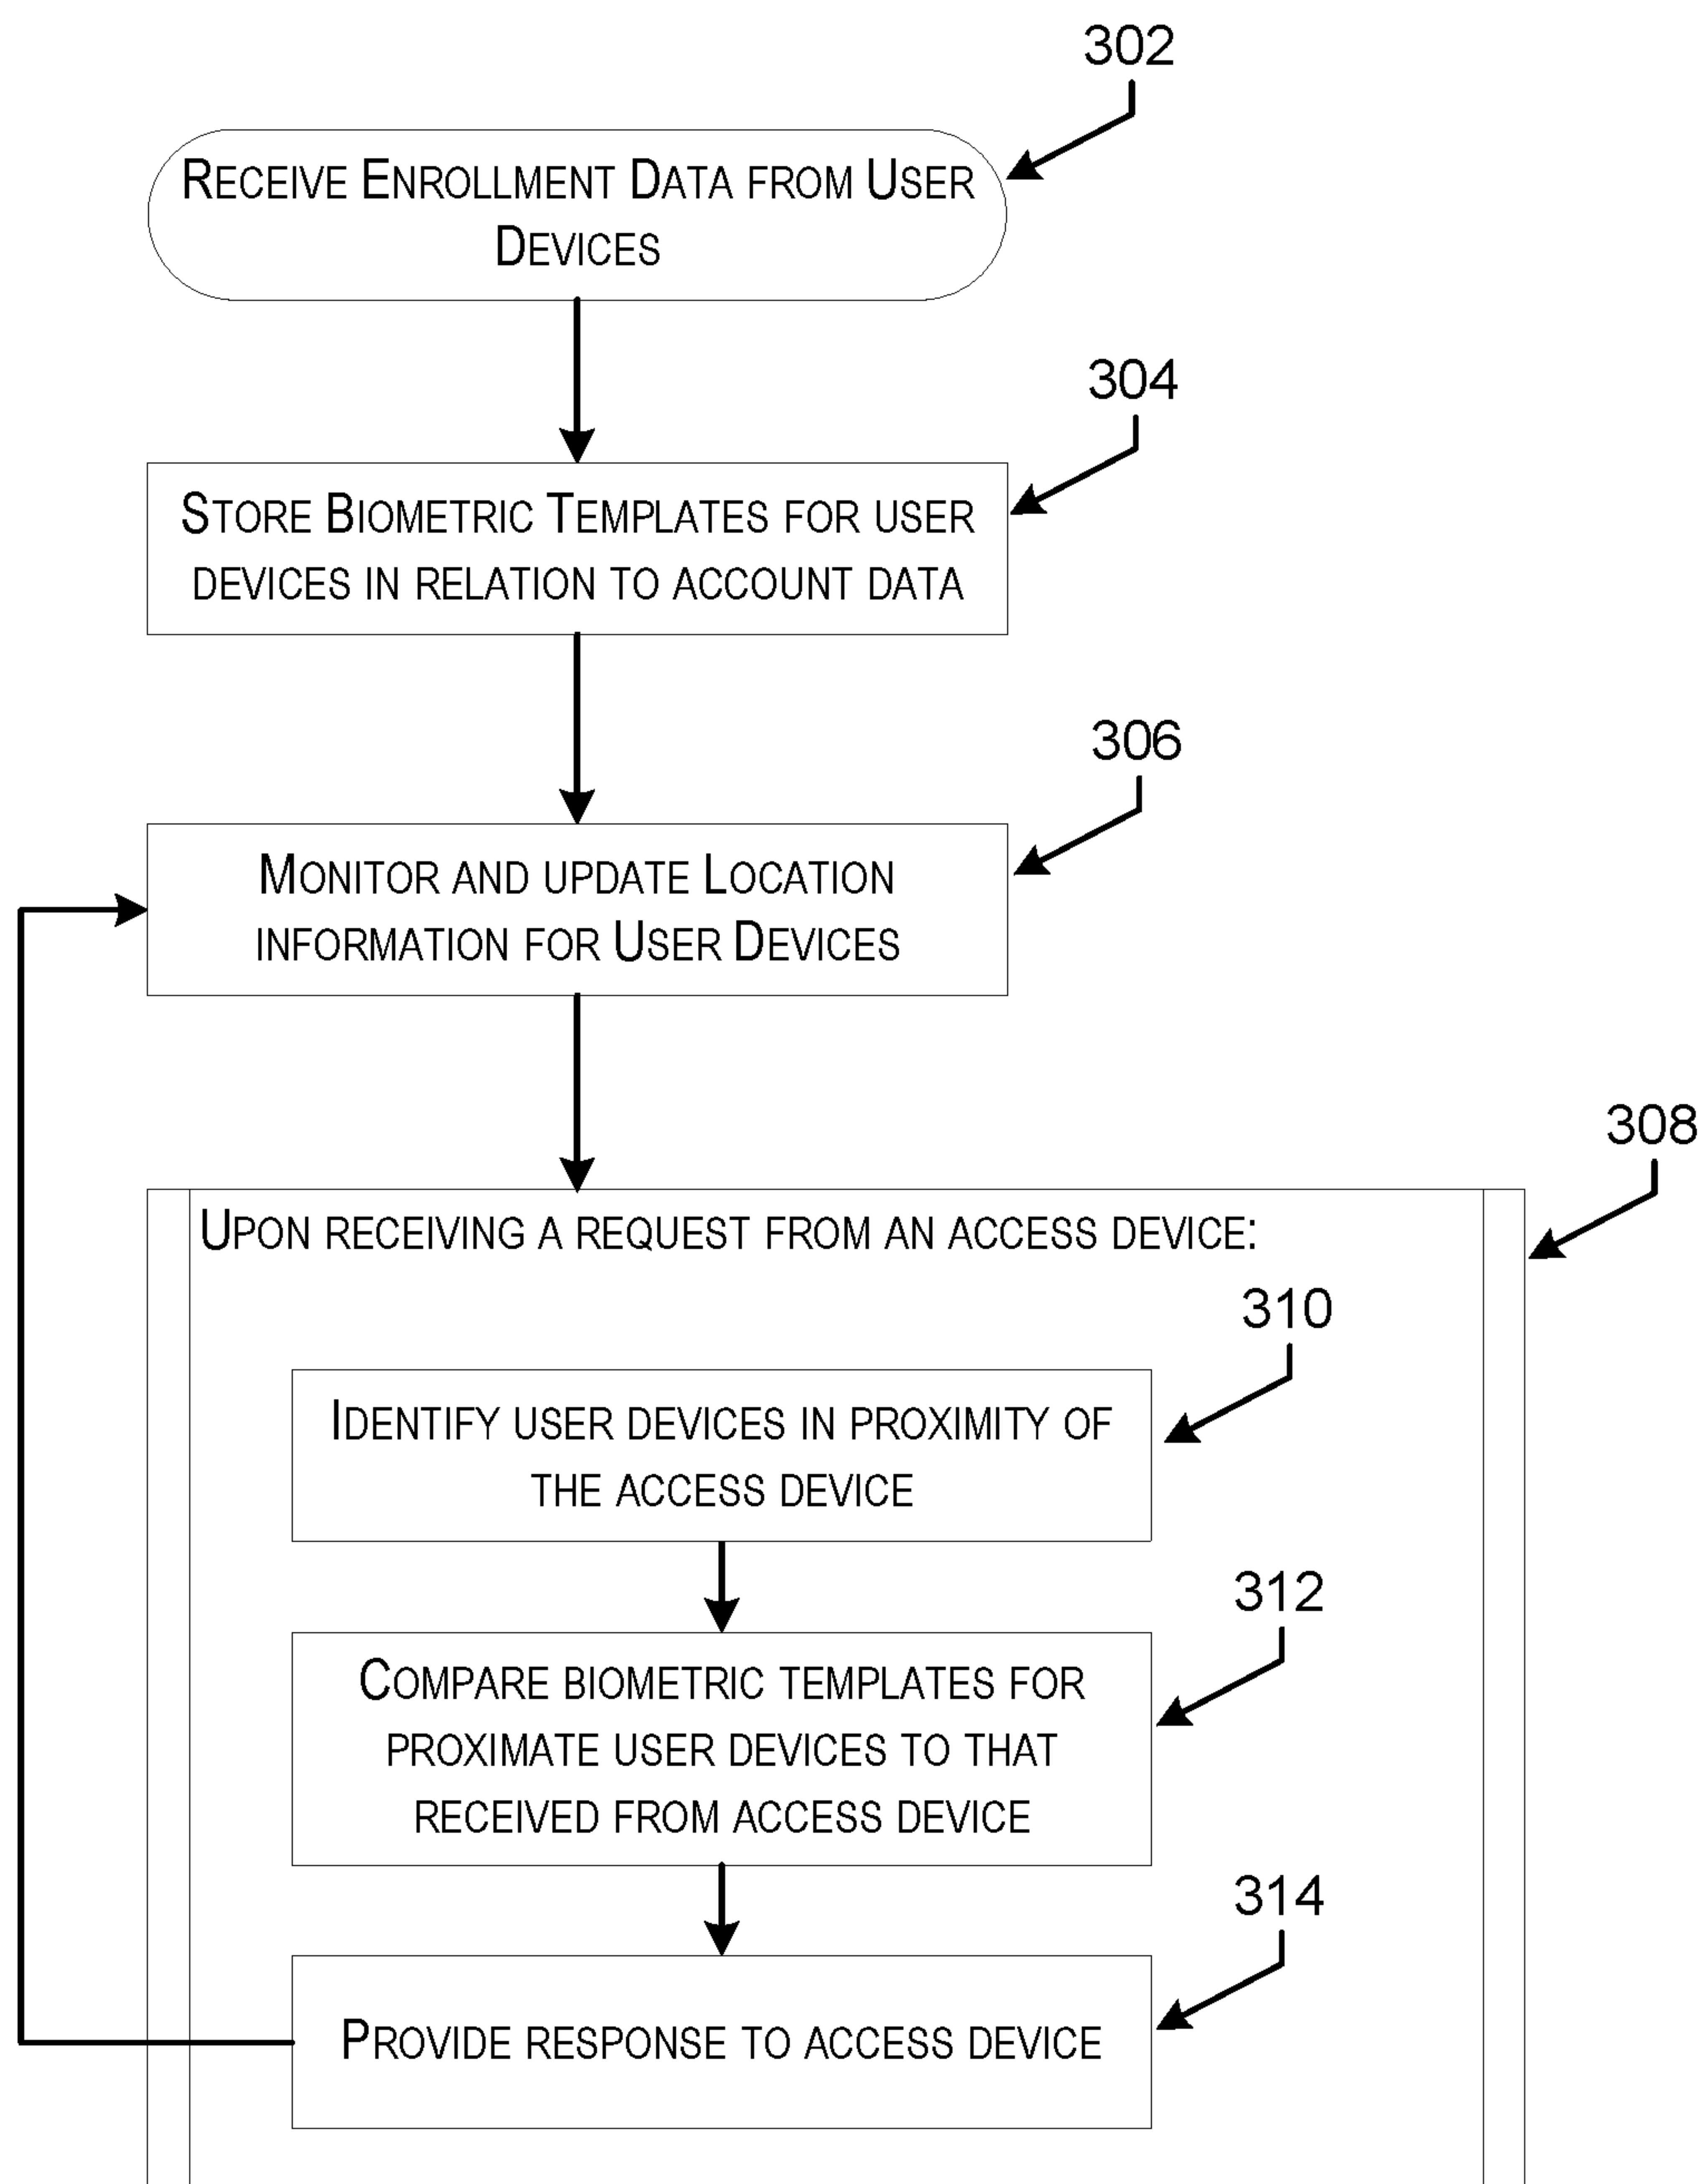 302
Receive Enrollment Data from User
Devices
304
Store Biometric Templates for user
devices in relation to account data
306
Monitor and update Location
information for User Devices
308
Upon receiving a request from an access device:
310
Identify user devices in proximity of
the access device
312
Compare biometric templates for
proximate user devices to that
received from access device
314
Provide response to access device